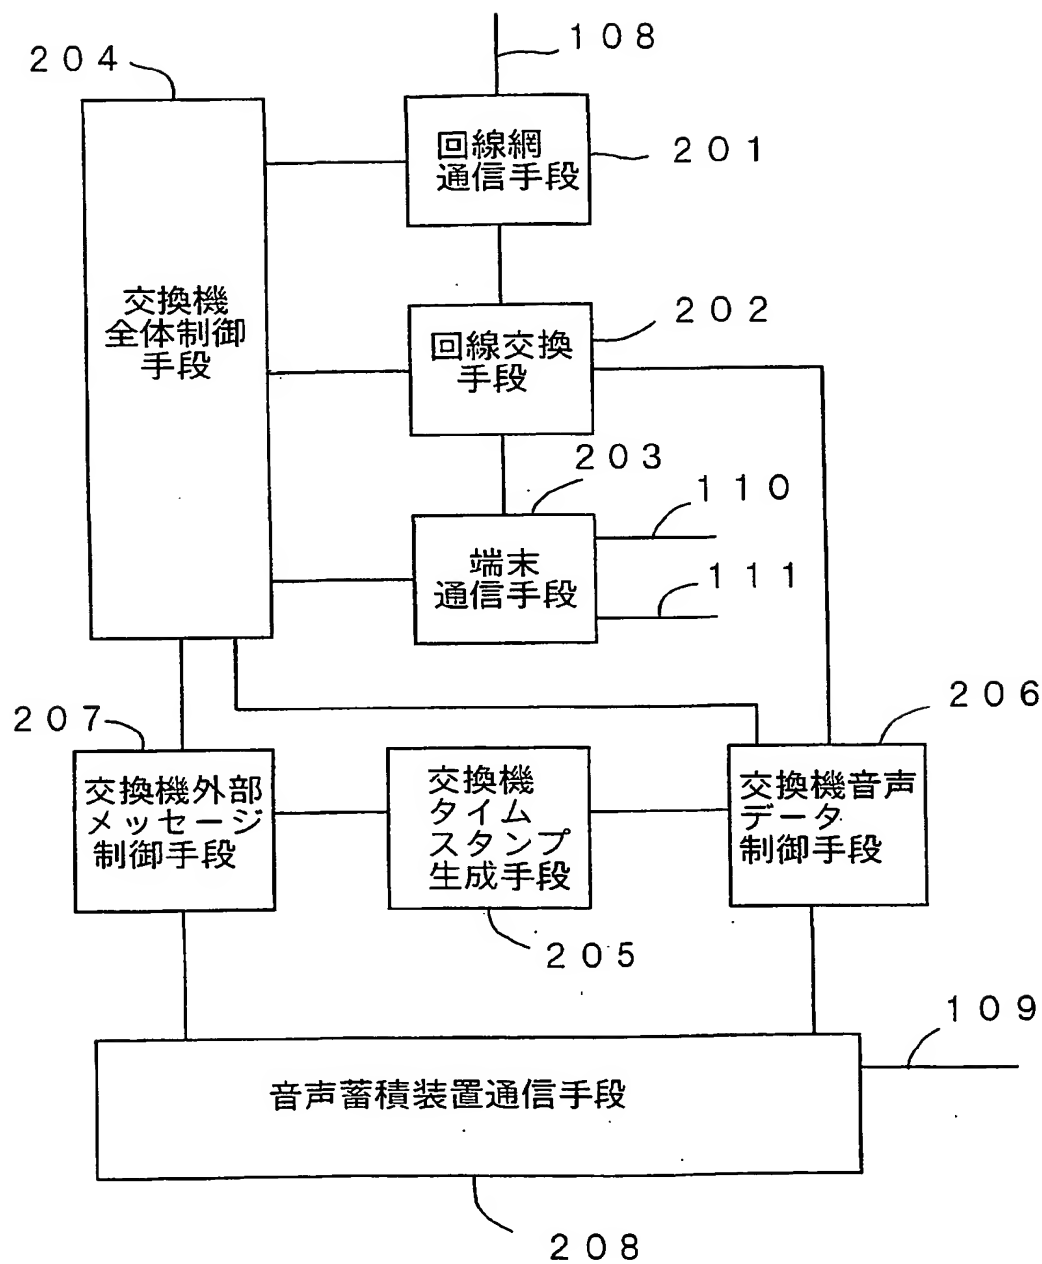 １０８
２０４
回線網
通信手段
２０１
交換機
全体制御
手段
２０２
回線交換
手段
２０３
１１０
端末
通信手段
１１１
２０６
２０７
交換機外部
メッセージ
制御手段
交換機
タイム
スタンプ
生成手段
交換機音声
データ
制御手段
２０５
１０９
音声蓄積装置通信手段
２０８